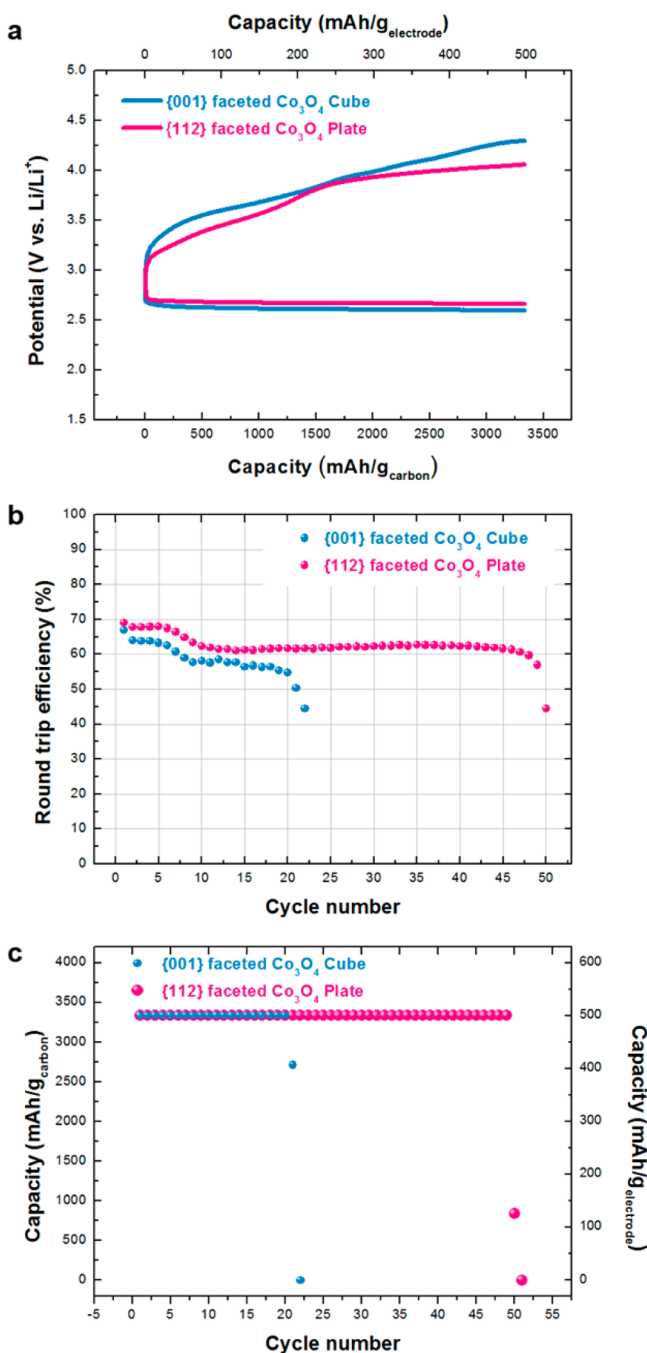 a
Capacity (mAh/g_electrode)
0 100 200 300 400 500
5.0
4.5
4.0
3.5
3.0
2.5
2.0
1.5
{001} faceted Co₃O₄ Cube
{112} faceted Co₃O₄ Plate
Potential (V vs. Li/Li⁺)
0 500 1000 1500 2000 2500 3000 3500
Capacity (mAh/g_carbon)
b
100
90
80
70
60
50
40
30
20
10
0
{001} faceted Co₃O₄ Cube
{112} faceted Co₃O₄ Plate
Round trip efficiency (%)
0 5 10 15 20 25 30 35 40 45 50
Cycle number
c
{001} faceted Co₃O₄ Cube
{112} faceted Co₃O₄ Plate
4000
3500
3000
2500
2000
1500
1000
500
0
Capacity (mAh/g_carbon)
600
500
400
300
200
100
0
Capacity (mAh/g_electrode)
-5 0 5 10 15 20 25 30 35 40 45 50 55
Cycle number